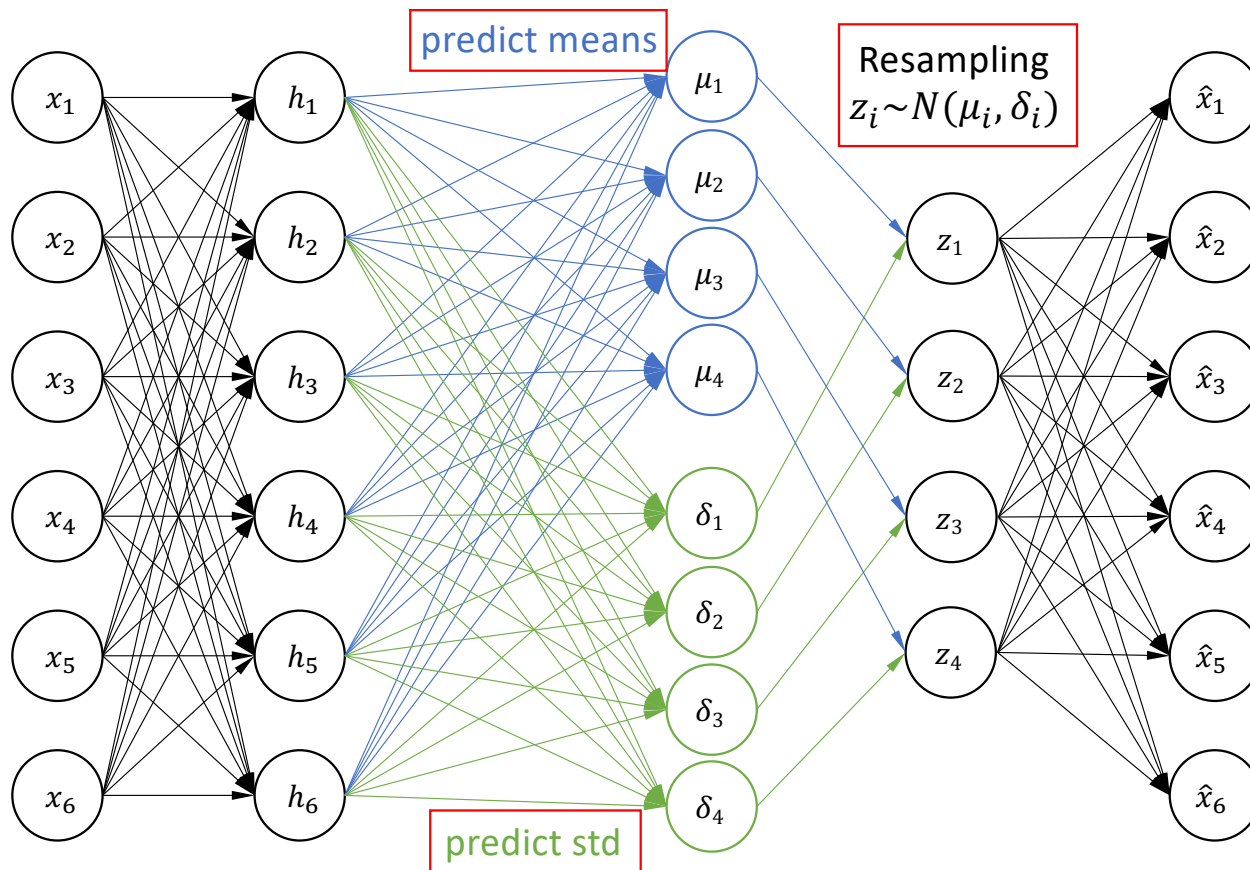 predict means
Resampling
z_i~N(μ_i, δ_i)
x_1
x_2
x_3
x_4
x_5
x_6
h_1
h_2
h_3
h_4
h_5
h_6
μ_1
μ_2
μ_3
μ_4
δ_1
δ_2
δ_3
δ_4
z_1
z_2
z_3
z_4
x̂_1
x̂_2
x̂_3
x̂_4
x̂_5
x̂_6
predict std